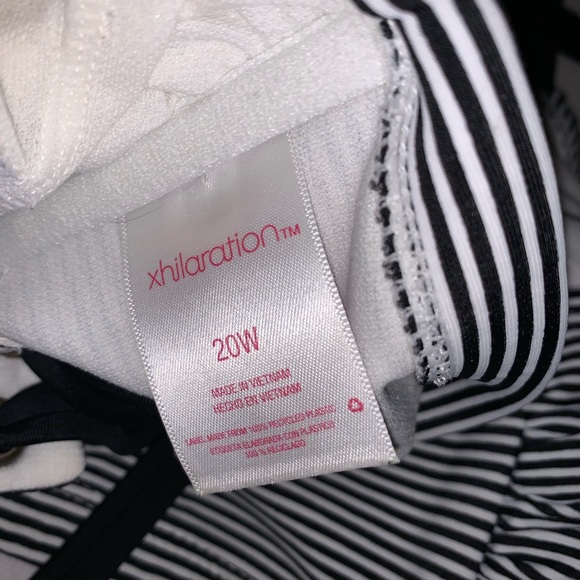 xhilaration™
20W
MADE IN VIETNAM
HECHO EN VIETNAM
LABEL MADE FROM 100% RECYCLED PLASTIC
ETIQUETA ELABORADA CON PLÁSTICO
100 % RECICLADO